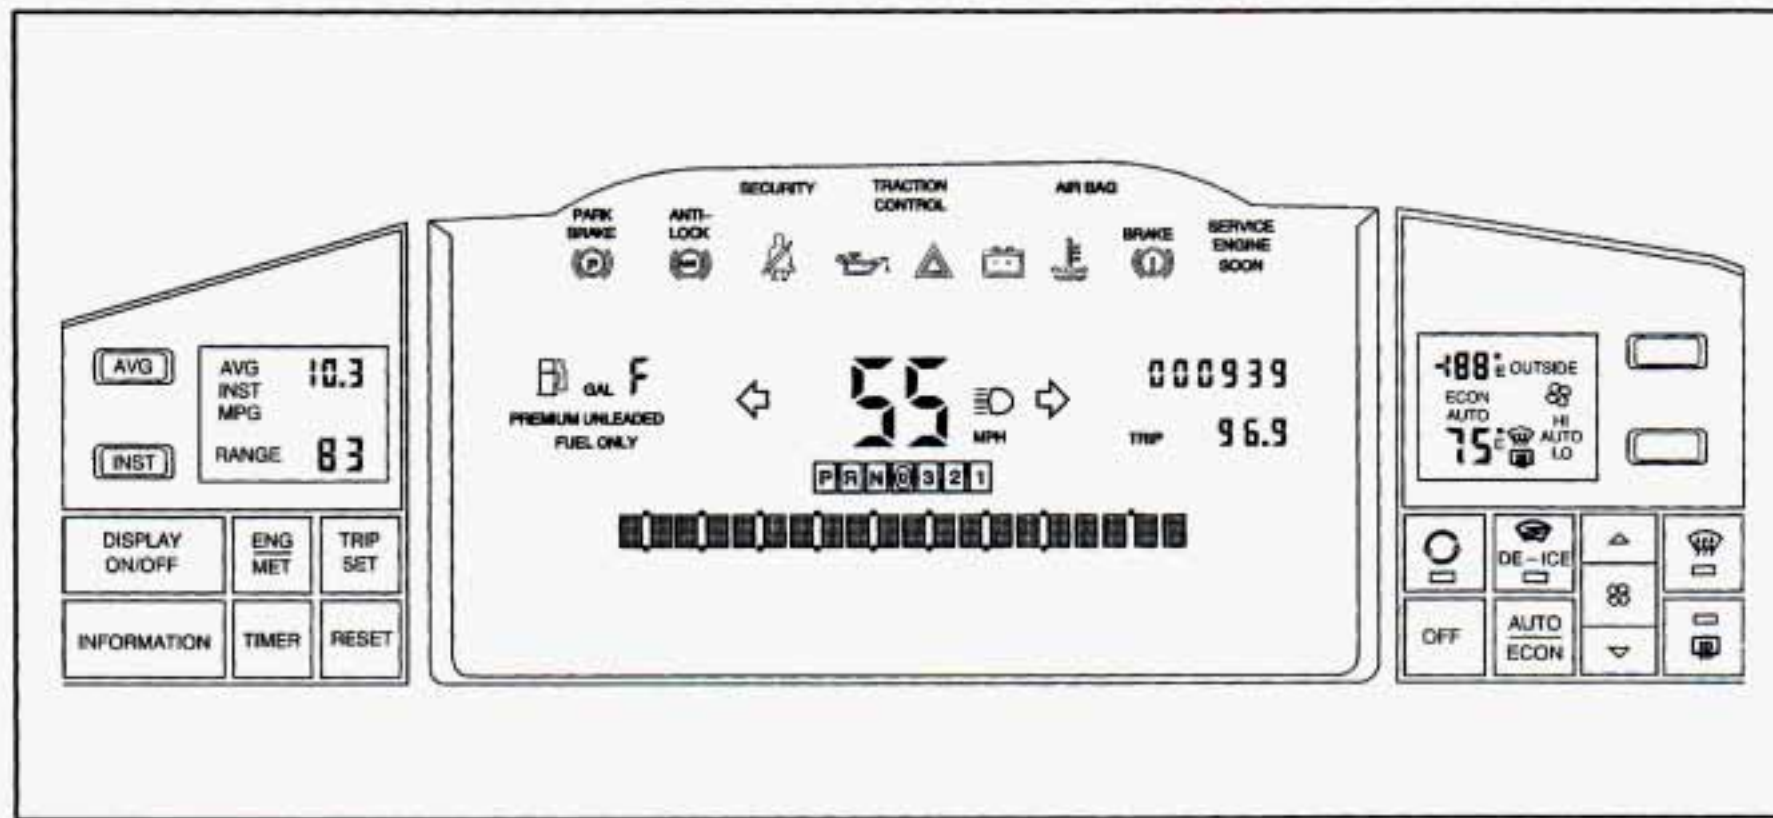 AVG
AVG 10.3
INST
MPG
INST
RANGE 83
DISPLAY
ON/OFF
ENG
MET
TRIP
SET
INFORMATION
TIMER
RESET
SECURITY
TRACTION
CONTROL
AIR BAG
PARK
BRAKE
ANTI-
LOCK
BRAKE
SERVICE
ENGINE
SOON
GAL F
PREMIUM UNLEADED
FUEL ONLY
55
MPH
000939
TRIP 96.9
P R N 3 2 1
-188° OUTSIDE
ECON
AUTO
HI
75° AUTO
LO
DE-ICE
OFF
AUTO
ECON